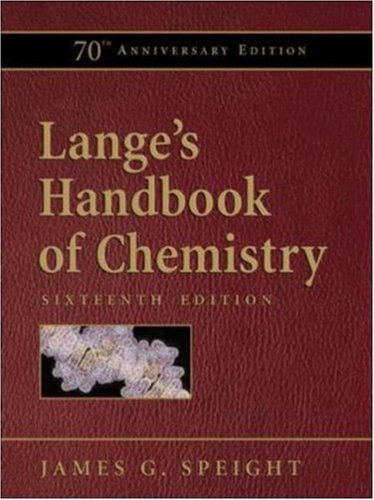 70TH ANNIVERSARY EDITION
Lange's
Handbook
of Chemistry
SIXTEENTH EDITION
JAMES G. SPEIGHT